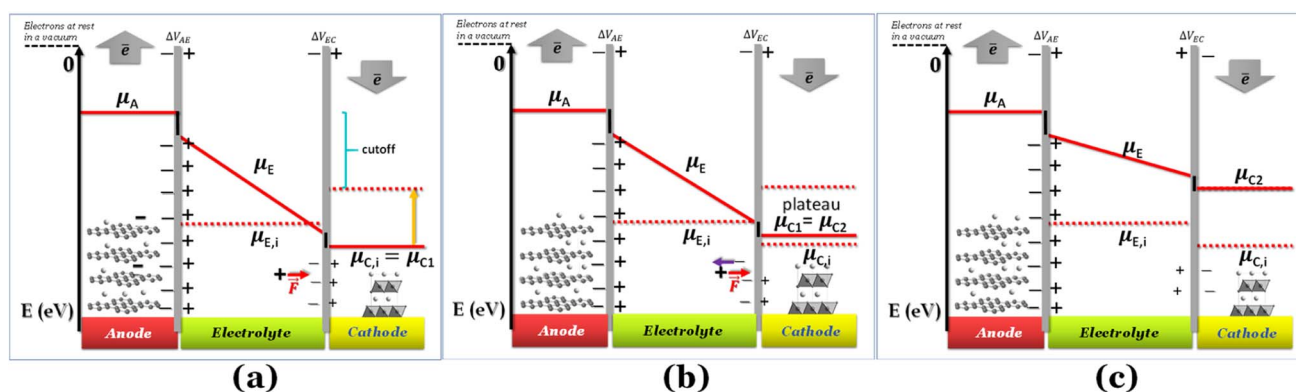 Electrons at rest
in a vacuum
0
ē
ΔV_AE
− +
ΔV_EC
− +
ē
μ_A
cutoff
μ_E
μ_E,i
μ_C,i = μ_C1
+ F⃗
E (eV)
Anode
Electrolyte
Cathode
(a)
Electrons at rest
in a vacuum
0
ē
ΔV_AE
− +
ΔV_EC
− +
ē
μ_A
μ_E
plateau
μ_C1 = μ_C2
μ_E,i
μ_C,i
+ F⃗
E (eV)
Anode
Electrolyte
Cathode
(b)
Electrons at rest
in a vacuum
0
ē
ΔV_AE
− +
ΔV_EC
+ −
ē
μ_A
μ_E
μ_C2
μ_E,i
μ_C,i
E (eV)
Anode
Electrolyte
Cathode
(c)